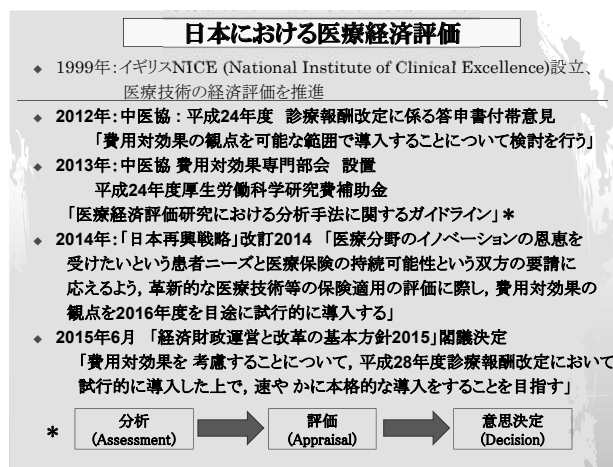 日本における医療経済評価
◆ 1999年：イギリスNICE (National Institute of Clinical Excellence)設立、
医療技術の経済評価を推進
◆ 2012年：中医協：平成24年度　診療報酬改定に係る答申書付帯意見
「費用対効果の観点を可能な範囲で導入することについて検討を行う」
◆ 2013年：中医協 費用対効果専門部会　設置
平成24年度厚生労働科学研究費補助金
「医療経済評価研究における分析手法に関するガイドライン」＊
◆ 2014年：「日本再興戦略」改訂2014　「医療分野のイノベーションの恩恵を
受けたいという患者ニーズと医療保険の持続可能性という双方の要請に
応えるよう，革新的な医療技術等の保険適用の評価に際し，費用対効果の
観点を2016年度を目途に試行的に導入する」
◆ 2015年6月　「経済財政運営と改革の基本方針2015」閣議決定
「費用対効果を 考慮することについて，平成28年度診療報酬改定において
試行的に導入した上で，速や かに本格的な導入をすることを目指す」
＊ 分析 評価 意思決定
(Assessment) (Appraisal) (Decision)